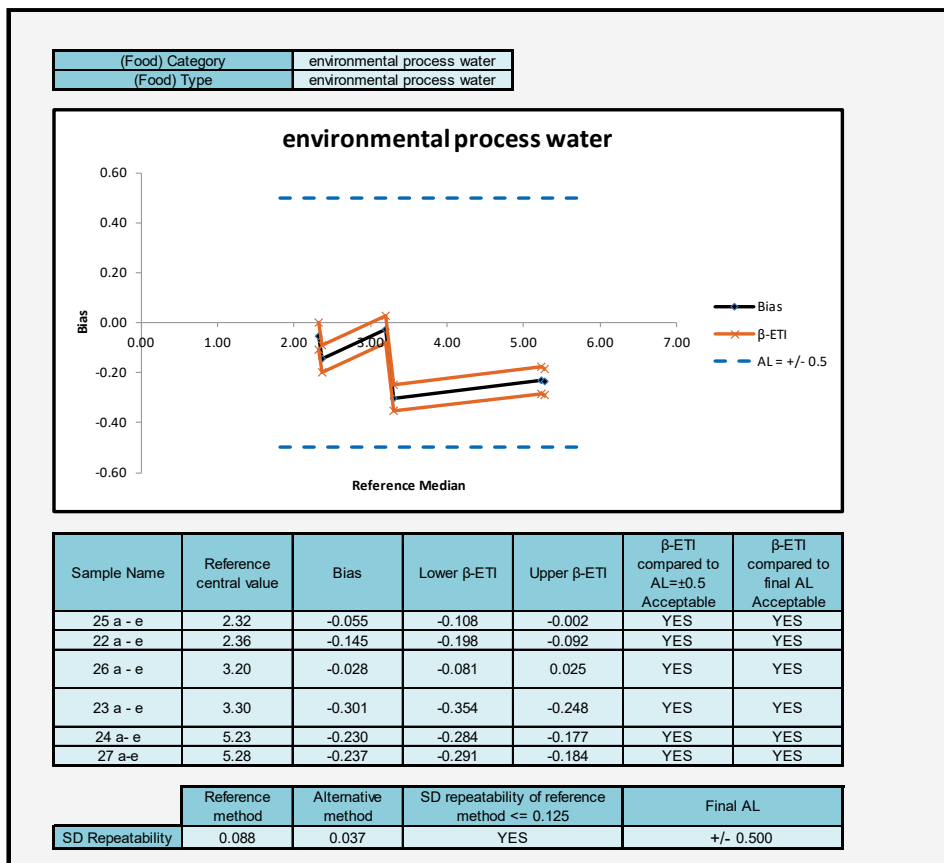 (Food) Category environmental process water
(Food) Type environmental process water
environmental process water
0.60
0.40
0.20
0.00
-0.20
-0.40
-0.60
0.00 1.00 2.00 3.00 4.00 5.00 6.00 7.00
Bias
Reference Median
Bias
β-ETI
AL = +/- 0.5
Sample Name Reference central value Bias Lower β-ETI Upper β-ETI β-ETI compared to AL=±0.5 Acceptable β-ETI compared to final AL Acceptable
25 a - e 2.32 -0.055 -0.108 -0.002 YES YES
22 a - e 2.36 -0.145 -0.198 -0.092 YES YES
26 a - e 3.20 -0.028 -0.081 0.025 YES YES
23 a - e 3.30 -0.301 -0.354 -0.248 YES YES
24 a- e 5.23 -0.230 -0.284 -0.177 YES YES
27 a-e 5.28 -0.237 -0.291 -0.184 YES YES
Reference method Alternative method SD repeatability of reference method <= 0.125 Final AL
SD Repeatability 0.088 0.037 YES +/- 0.500